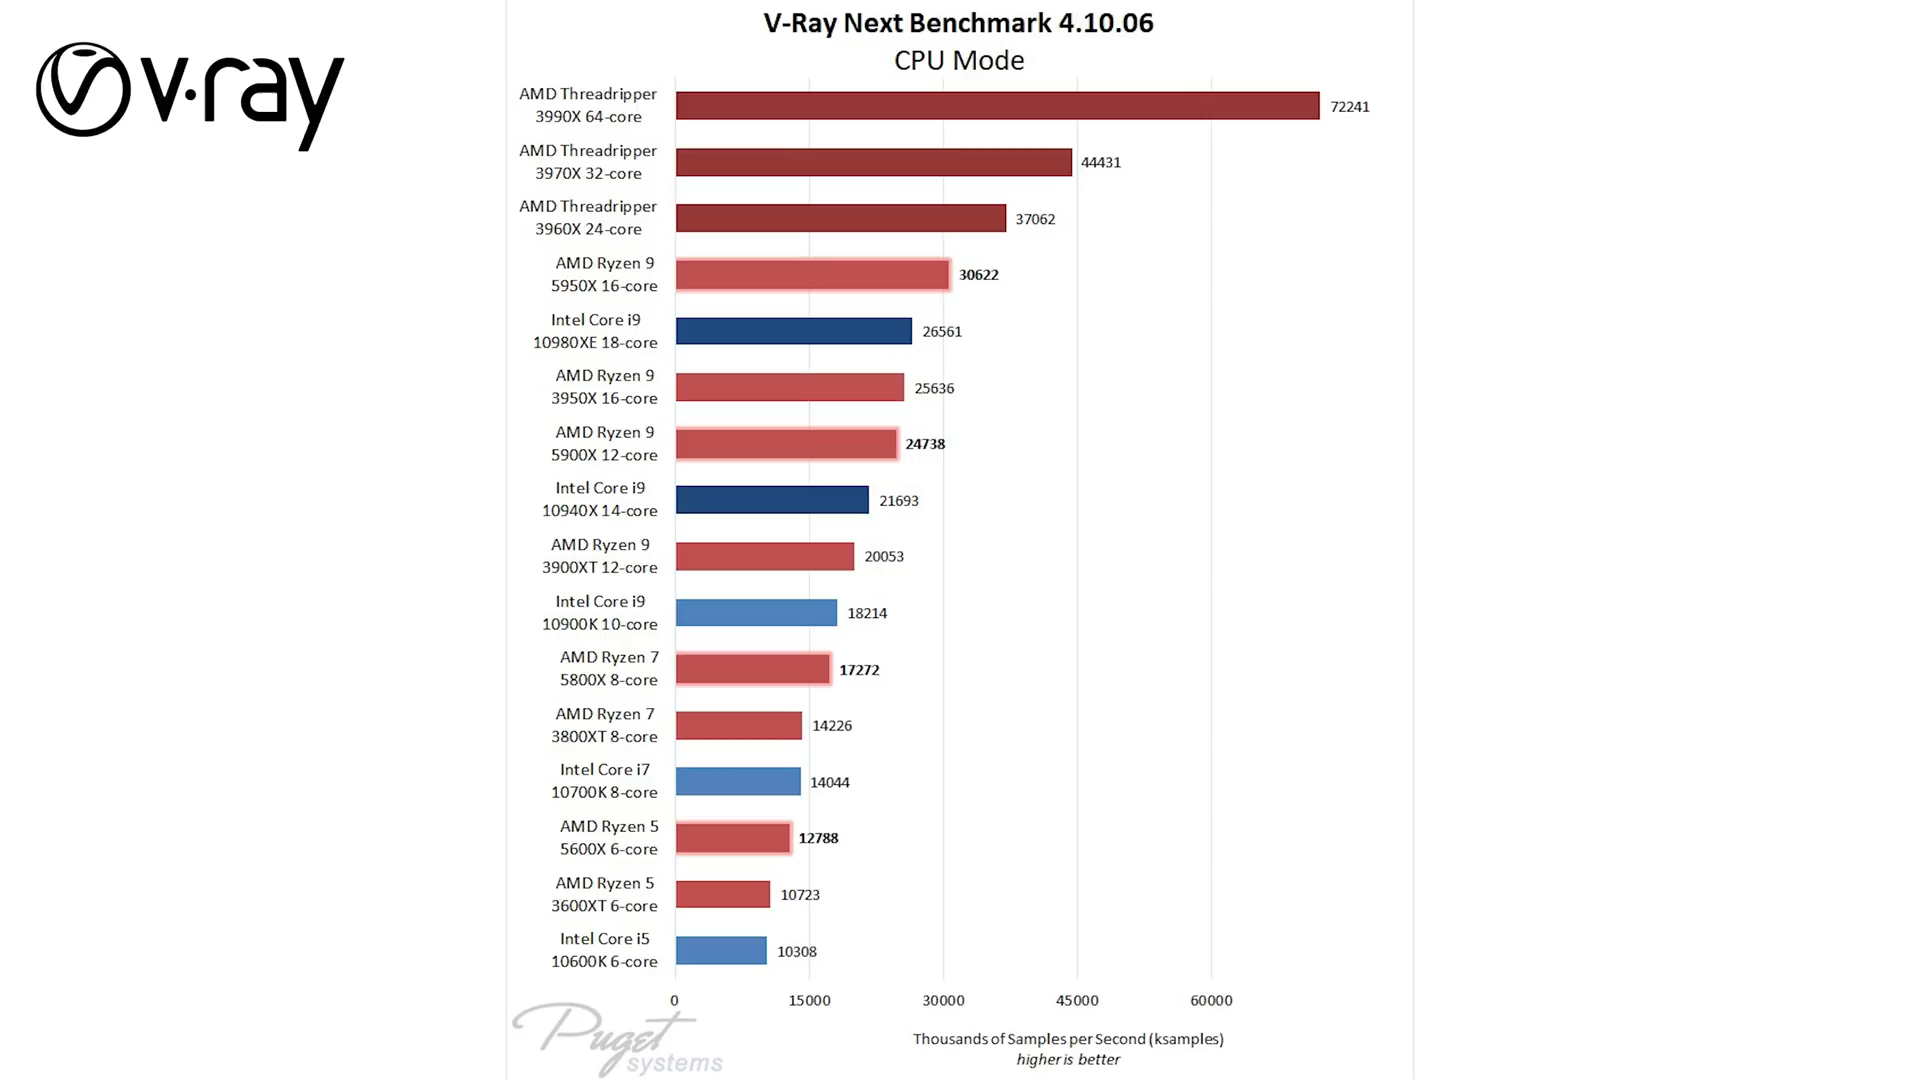 v·ray
V-Ray Next Benchmark 4.10.06
CPU Mode
AMD Threadripper
3990X 64-core
72241
AMD Threadripper
3970X 32-core
44431
AMD Threadripper
3960X 24-core
37062
AMD Ryzen 9
5950X 16-core
30622
Intel Core i9
10980XE 18-core
26561
AMD Ryzen 9
3950X 16-core
25636
AMD Ryzen 9
5900X 12-core
24738
Intel Core i9
10940X 14-core
21693
AMD Ryzen 9
3900XT 12-core
20053
Intel Core i9
10900K 10-core
18214
AMD Ryzen 7
5800X 8-core
17272
AMD Ryzen 7
3800XT 8-core
14226
Intel Core i7
10700K 8-core
14044
AMD Ryzen 5
5600X 6-core
12788
AMD Ryzen 5
3600XT 6-core
10723
Intel Core i5
10600K 6-core
10308
0 15000 30000 45000 60000
Thousands of Samples per Second (ksamples)
higher is better
Puget
systems